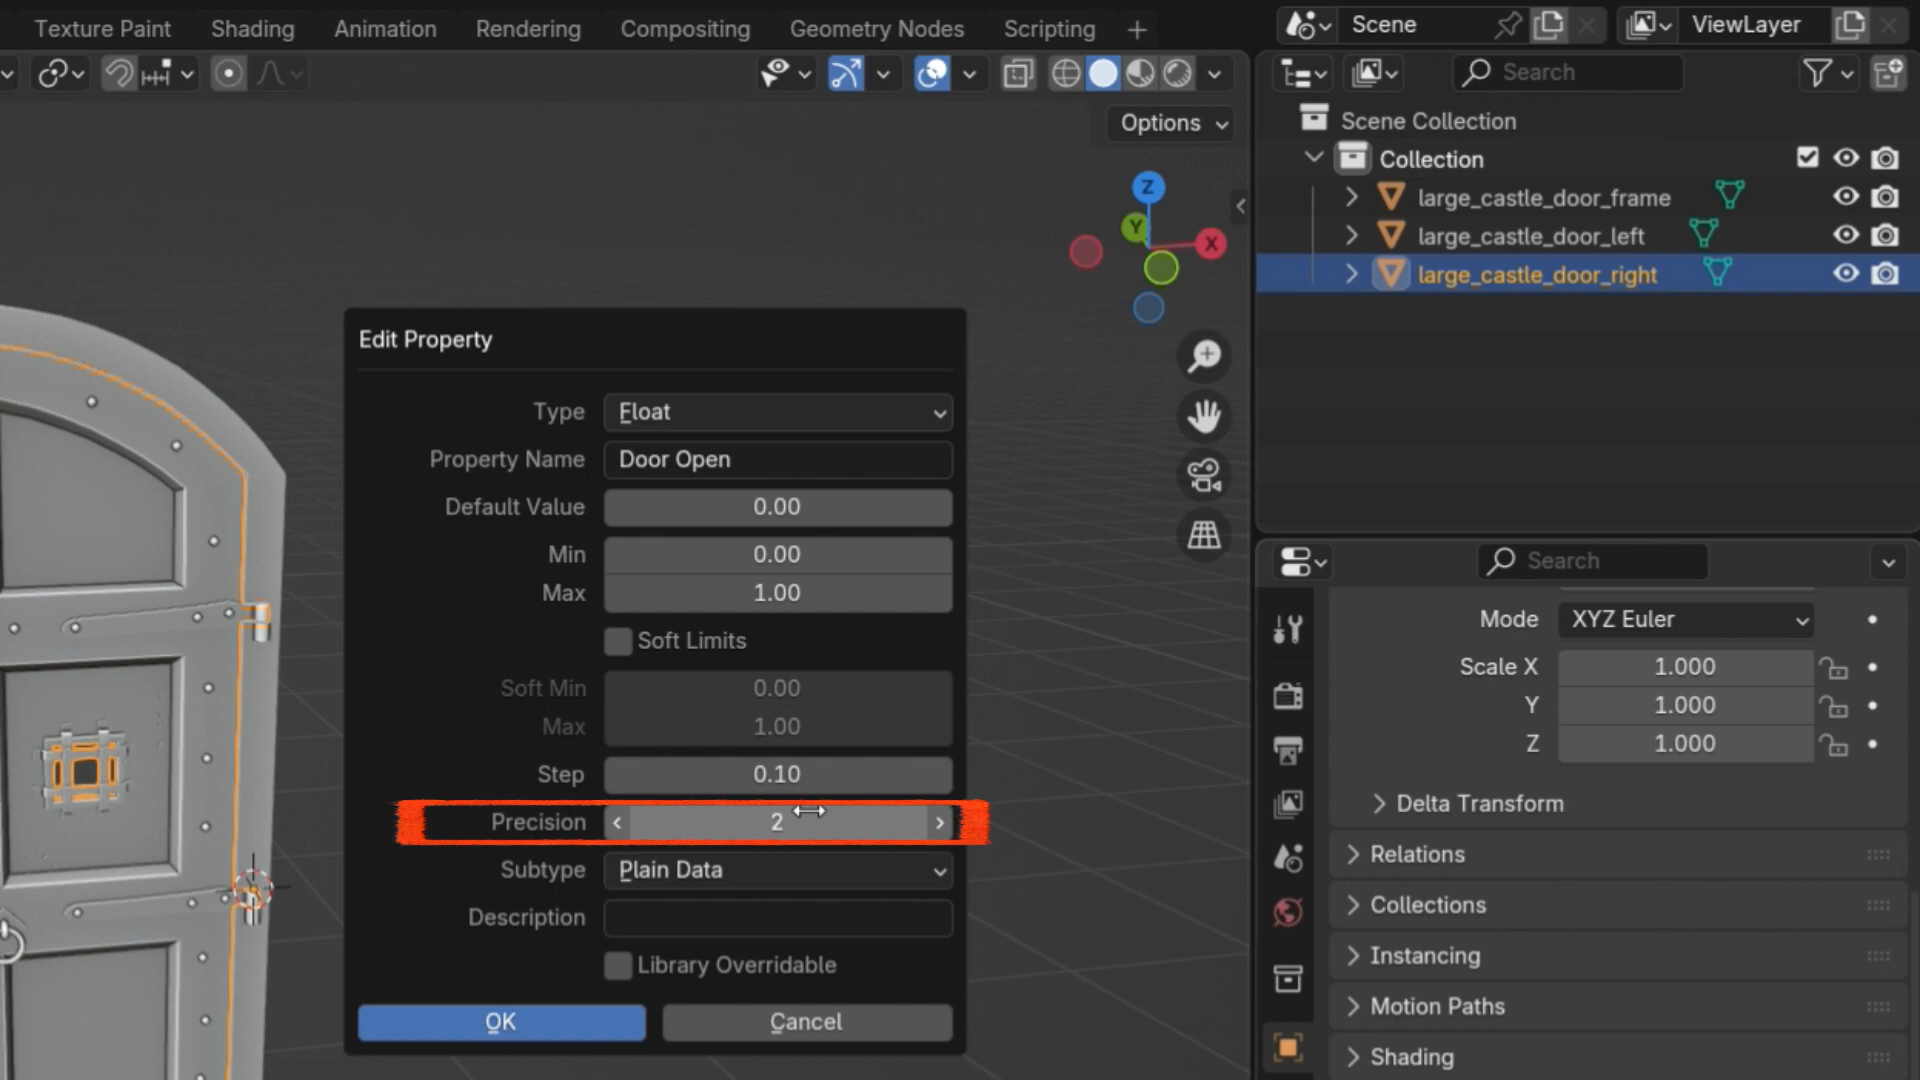 Texture Paint Shading Animation Rendering Compositing Geometry Nodes Scripting +
Scene ViewLayer
Search
Options
Scene Collection
Collection
large_castle_door_frame
large_castle_door_left
large_castle_door_right
Z
Y
X
Edit Property
Type Float
Property Name Door Open
Default Value 0.00
Min 0.00
Max 1.00
Soft Limits
Soft Min 0.00
Max 1.00
Step 0.10
Precision 2
Subtype Plain Data
Description
Library Overridable
OK Cancel
Search
Mode XYZ Euler
Scale X 1.000
Y 1.000
Z 1.000
Delta Transform
Relations
Collections
Instancing
Motion Paths
Shading